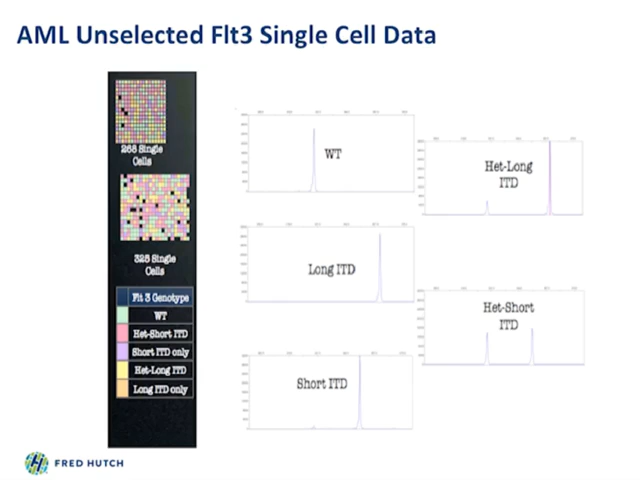 AML Unselected Flt3 Single Cell Data
268 Single
Cells
325 Single
Cells
Flt 3 Genotype
WT
Het-Short ITD
Short ITD only
Het-Long ITD
Long ITD only
WT
Het-Long
ITD
Long ITD
Het-Short
ITD
Short ITD
FRED HUTCH